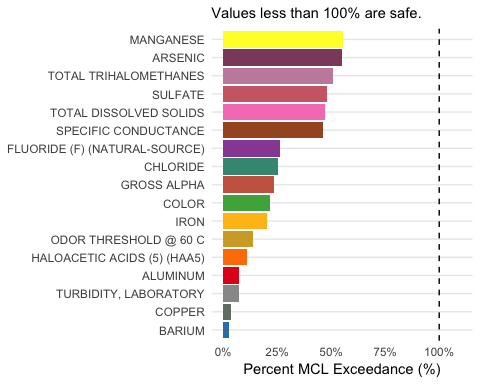 Values less than 100% are safe.
MANGANESE
ARSENIC
TOTAL TRIHALOMETHANES
SULFATE
TOTAL DISSOLVED SOLIDS
SPECIFIC CONDUCTANCE
FLUORIDE (F) (NATURAL-SOURCE)
CHLORIDE
GROSS ALPHA
COLOR
IRON
ODOR THRESHOLD @ 60 C
HALOACETIC ACIDS (5) (HAA5)
ALUMINUM
TURBIDITY, LABORATORY
COPPER
BARIUM
0% 25% 50% 75% 100%
Percent MCL Exceedance (%)